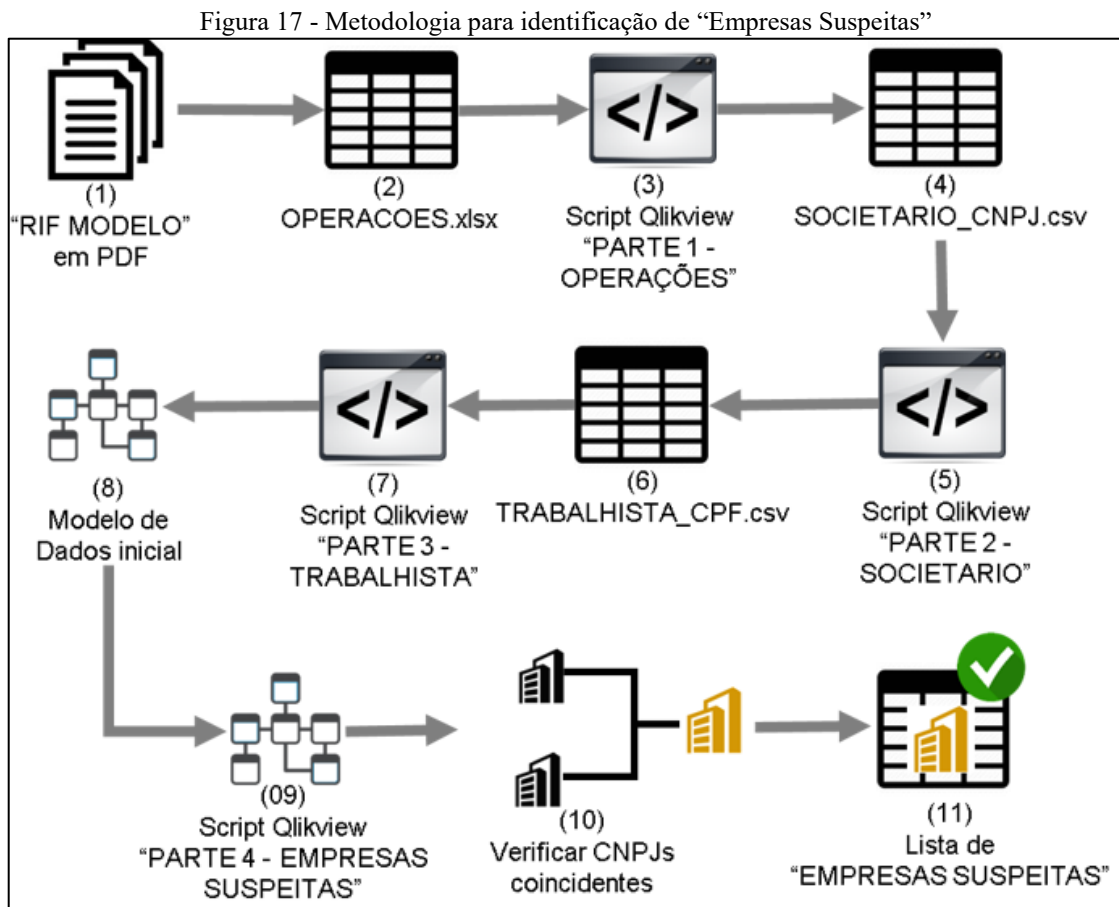 Figura 17 - Metodologia para identificação de “Empresas Suspeitas”
(1)
“RIF MODELO”
em PDF
(2)
OPERACOES.xlsx
</>
(3)
Script Qlikview
“PARTE 1 -
OPERAÇÕES”
(4)
SOCIETARIO_CNPJ.csv
</>
(5)
Script Qlikview
“PARTE 2 -
SOCIETARIO”
(6)
TRABALHISTA_CPF.csv
</>
(7)
Script Qlikview
“PARTE 3 -
TRABALHISTA”
(8)
Modelo de
Dados inicial
(09)
Script Qlikview
“PARTE 4 - EMPRESAS
SUSPEITAS”
(10)
Verificar CNPJs
coincidentes
(11)
Lista de
“EMPRESAS SUSPEITAS”